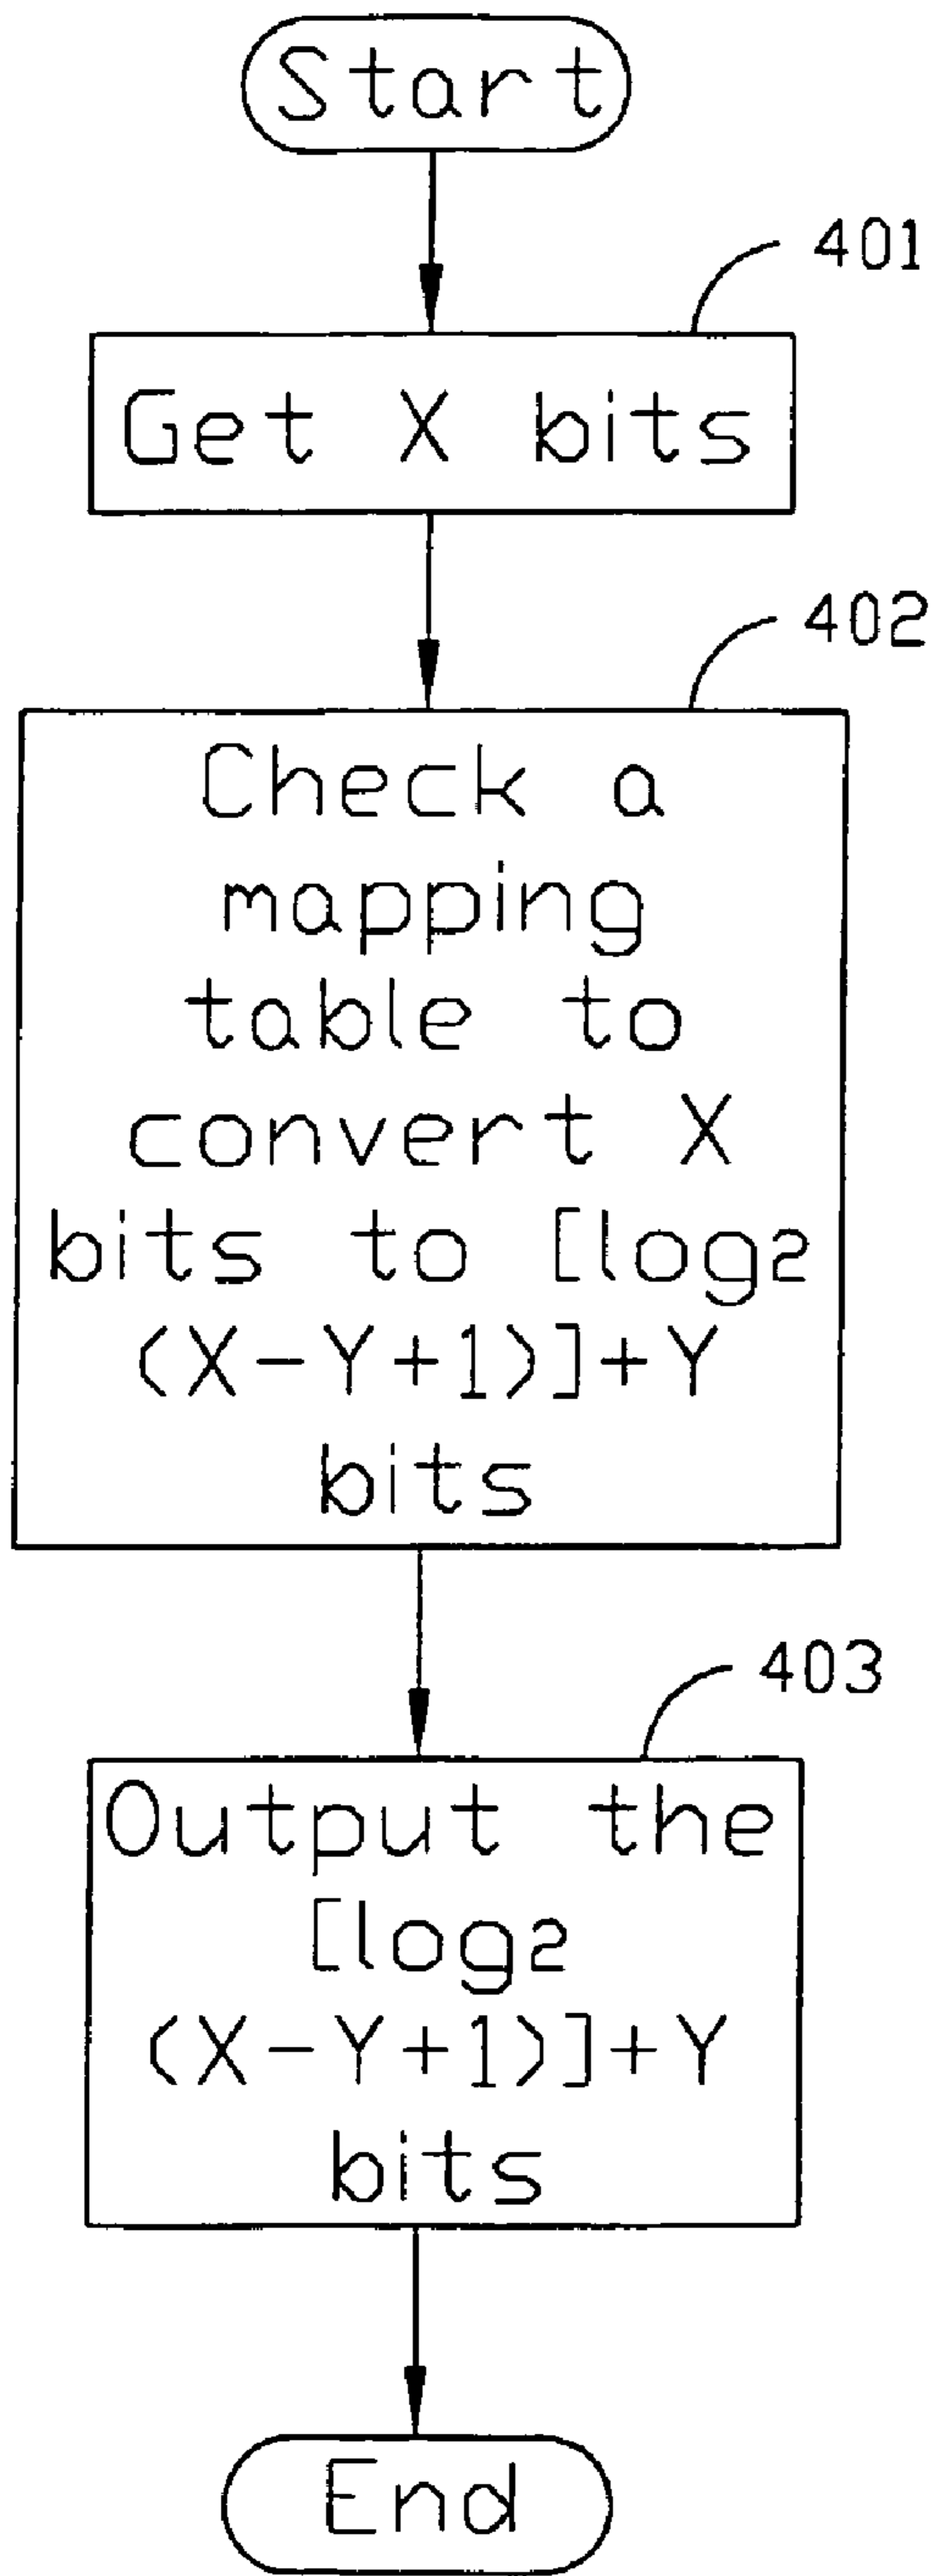 Start
401
Get X bits
402
Check a
mapping
table to
convert X
bits to [log₂
(X-Y+1)]+Y
bits
403
Output the
[log₂
(X-Y+1)]+Y
bits
End